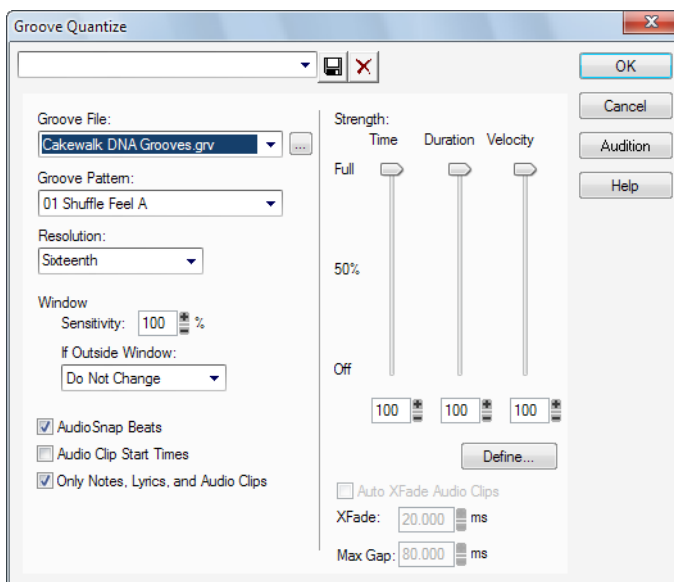 Groove Quantize
OK
Cancel
Audition
Help
Groove File:
Cakewalk DNA Grooves.grv
...
Groove Pattern:
01 Shuffle Feel A
Resolution:
Sixteenth
Window
Sensitivity: 100 %
If Outside Window:
Do Not Change
AudioSnap Beats
Audio Clip Start Times
Only Notes, Lyrics, and Audio Clips
Strength:
Time Duration Velocity
Full
50%
Off
100 100 100
Define...
Auto XFade Audio Clips
XFade: 20.000 ms
Max Gap: 80.000 ms